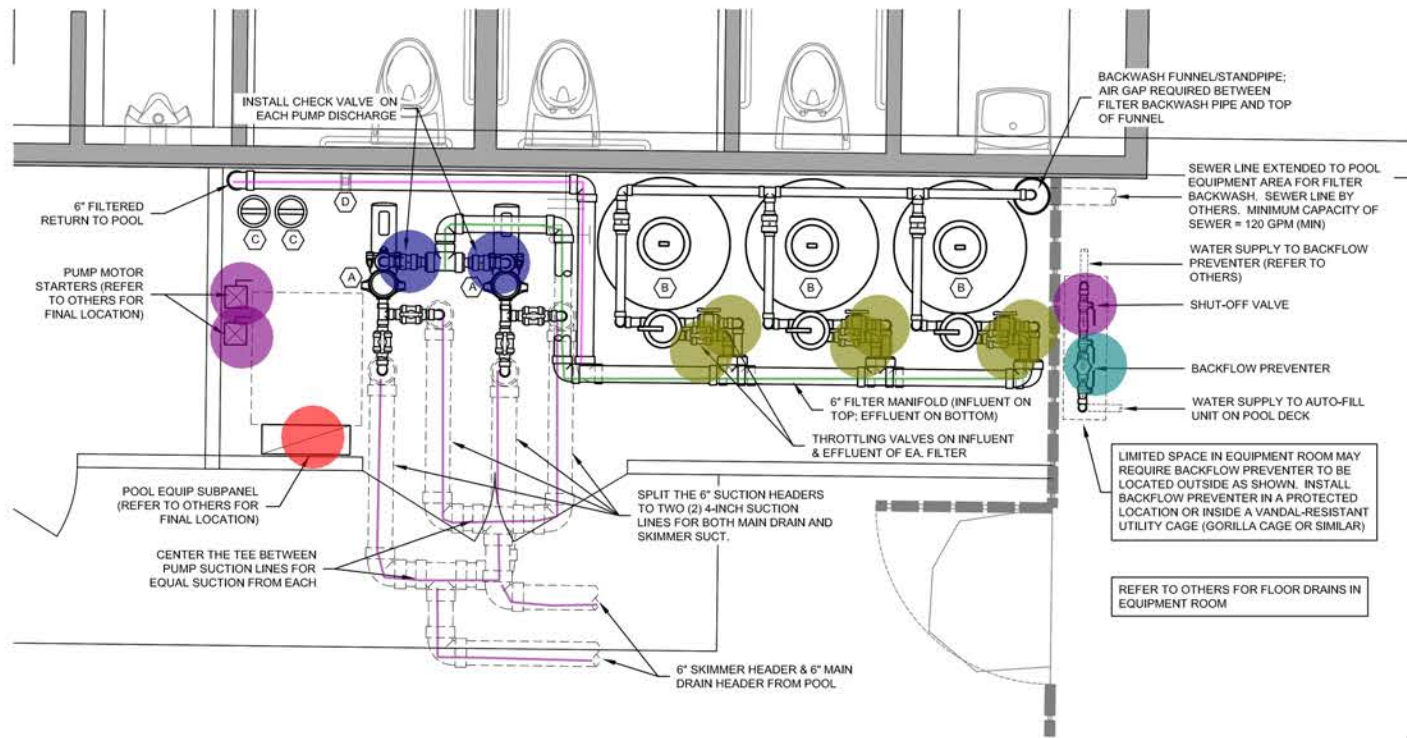 INSTALL CHECK VALVE ON
EACH PUMP DISCHARGE
BACKWASH FUNNEL/STANDPIPE;
AIR GAP REQUIRED BETWEEN
FILTER BACKWASH PIPE AND TOP
OF FUNNEL
6" FILTERED
RETURN TO POOL
D
C
C
SEWER LINE EXTENDED TO POOL
EQUIPMENT AREA FOR FILTER
BACKWASH. SEWER LINE BY
OTHERS. MINIMUM CAPACITY OF
SEWER = 120 GPM (MIN)
WATER SUPPLY TO BACKFLOW
PREVENTER (REFER TO
OTHERS)
PUMP MOTOR
STARTERS (REFER
TO OTHERS FOR
FINAL LOCATION)
A
A
B
B
B
SHUT-OFF VALVE
BACKFLOW PREVENTER
WATER SUPPLY TO AUTO-FILL
UNIT ON POOL DECK
6" FILTER MANIFOLD (INFLUENT ON
TOP; EFFLUENT ON BOTTOM)
THROTTLING VALVES ON INFLUENT
& EFFLUENT OF EA. FILTER
LIMITED SPACE IN EQUIPMENT ROOM MAY
REQUIRE BACKFLOW PREVENTER TO BE
LOCATED OUTSIDE AS SHOWN. INSTALL
BACKFLOW PREVENTER IN A PROTECTED
LOCATION OR INSIDE A VANDAL-RESISTANT
UTILITY CAGE (GORILLA CAGE OR SIMILAR)
POOL EQUIP SUBPANEL
(REFER TO OTHERS FOR
FINAL LOCATION)
SPLIT THE 6" SUCTION HEADERS
TO TWO (2) 4-INCH SUCTION
LINES FOR BOTH MAIN DRAIN AND
SKIMMER SUCT.
CENTER THE TEE BETWEEN
PUMP SUCTION LINES FOR
EQUAL SUCTION FROM EACH
REFER TO OTHERS FOR FLOOR DRAINS IN
EQUIPMENT ROOM
6" SKIMMER HEADER & 6" MAIN
DRAIN HEADER FROM POOL